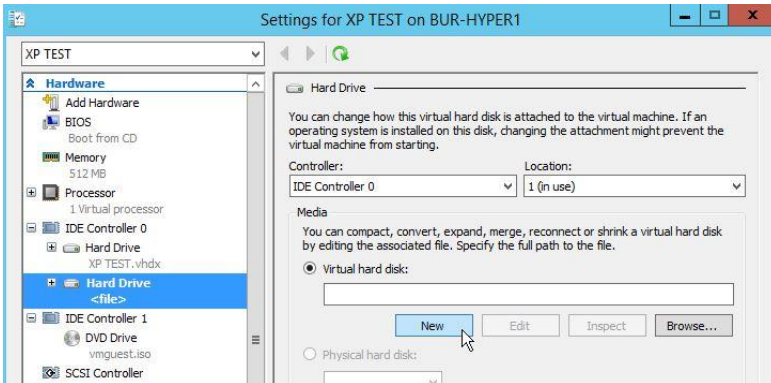 Settings for XP TEST on BUR-HYPER1
XP TEST
Hardware
Add Hardware
BIOS
Boot from CD
Memory
512 MB
Processor
1 Virtual processor
IDE Controller 0
Hard Drive
XP TEST.vhdx
Hard Drive
<file>
IDE Controller 1
DVD Drive
vmguest.iso
SCSI Controller
Hard Drive
You can change how this virtual hard disk is attached to the virtual machine. If an
operating system is installed on this disk, changing the attachment might prevent the
virtual machine from starting.
Controller: Location:
IDE Controller 0 1 (in use)
Media
You can compact, convert, expand, merge, reconnect or shrink a virtual hard disk
by editing the associated file. Specify the full path to the file.
Virtual hard disk:
New Edit Inspect Browse...
Physical hard disk: